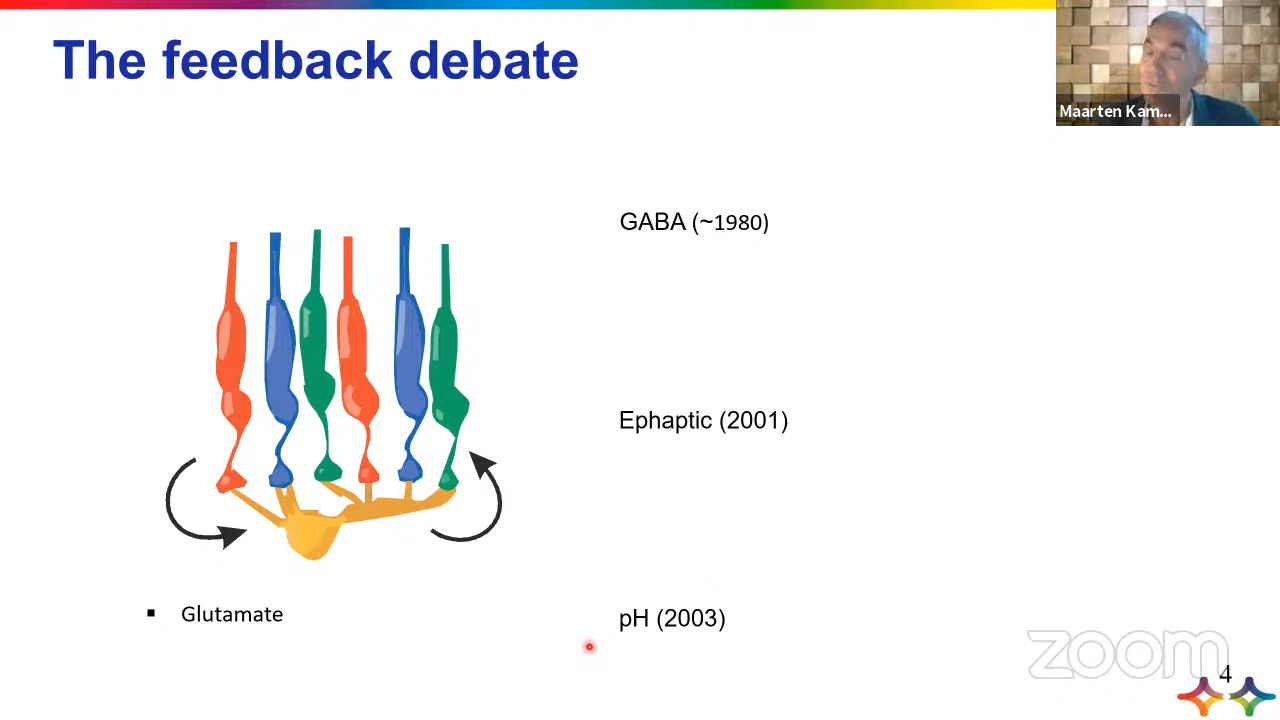 The feedback debate
Maarten Kam...
GABA (~1980)
Ephaptic (2001)
▪ Glutamate
pH (2003)
zoom
4